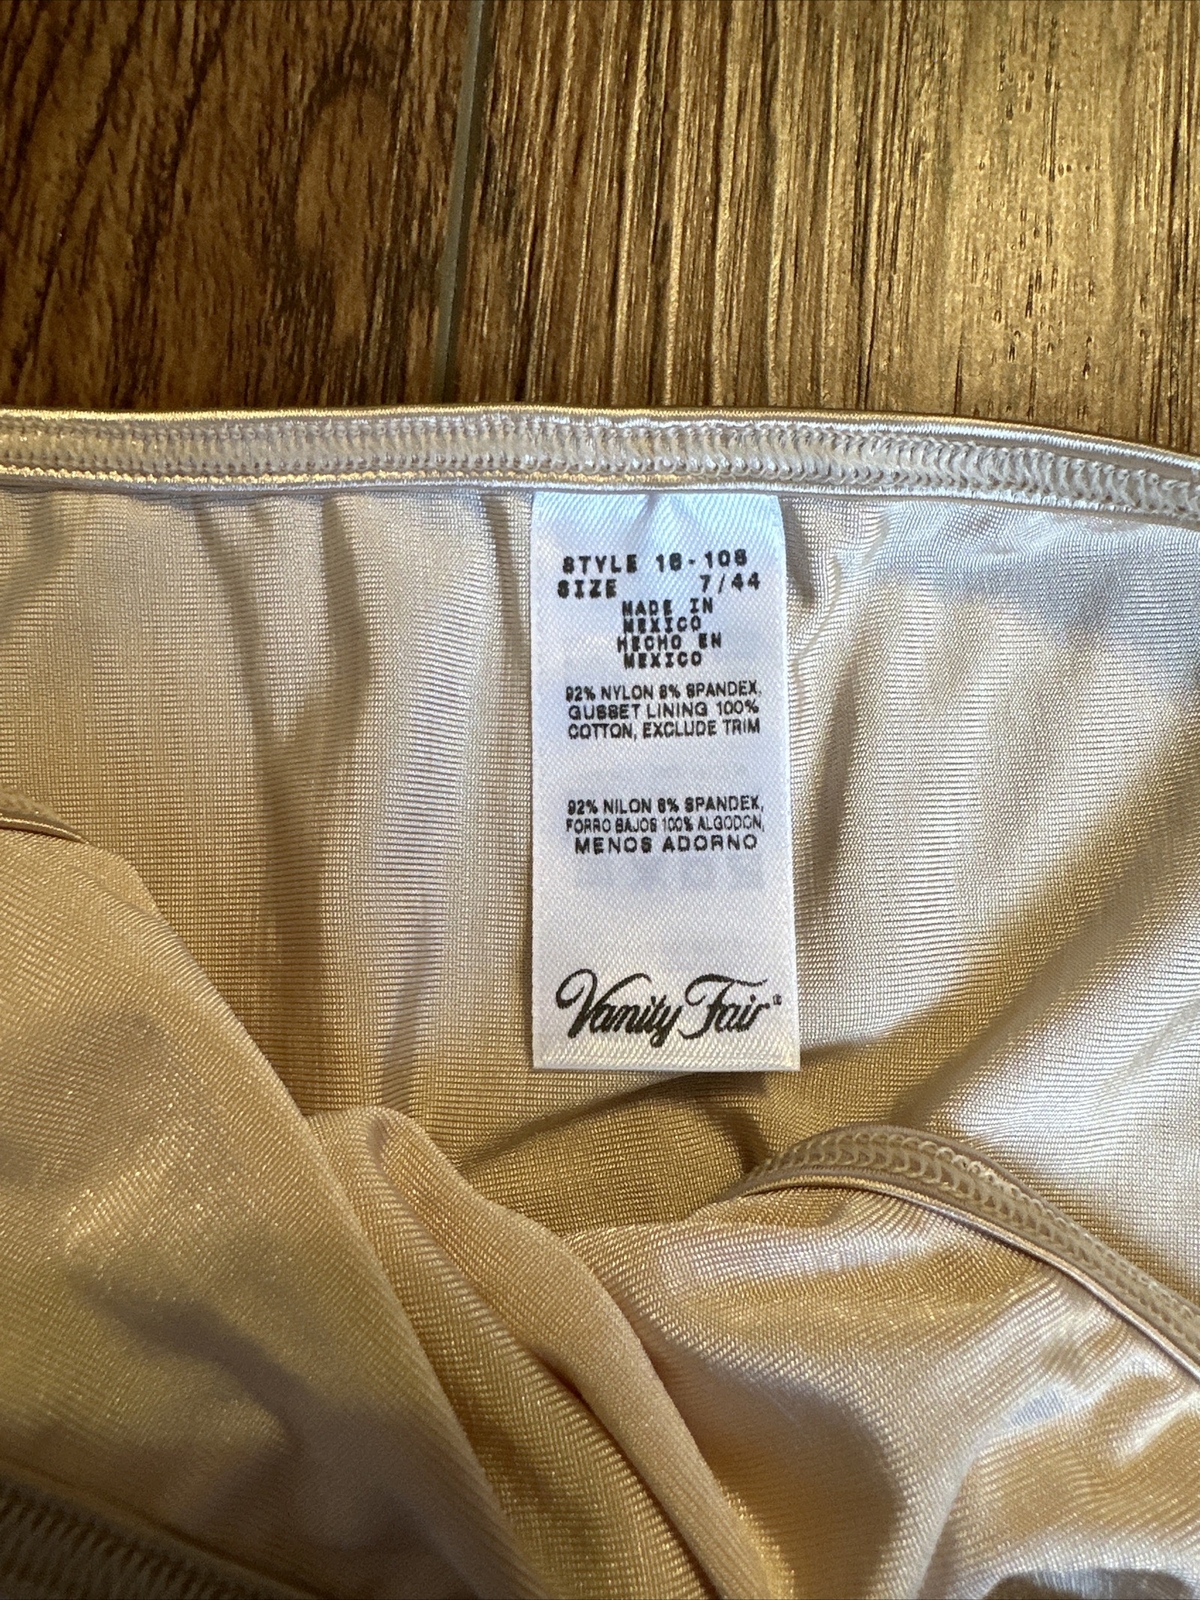 STYLE 18-108
SIZE 7/44
MADE IN
MEXICO
HECHO EN
MEXICO
92% NYLON 8% SPANDEX,
GUSSET LINING 100%
COTTON, EXCLUDE TRIM
92% NILON 8% SPANDEX,
FORRO BAJOS 100% ALGODON,
MENOS ADORNO
Vanity Fair®